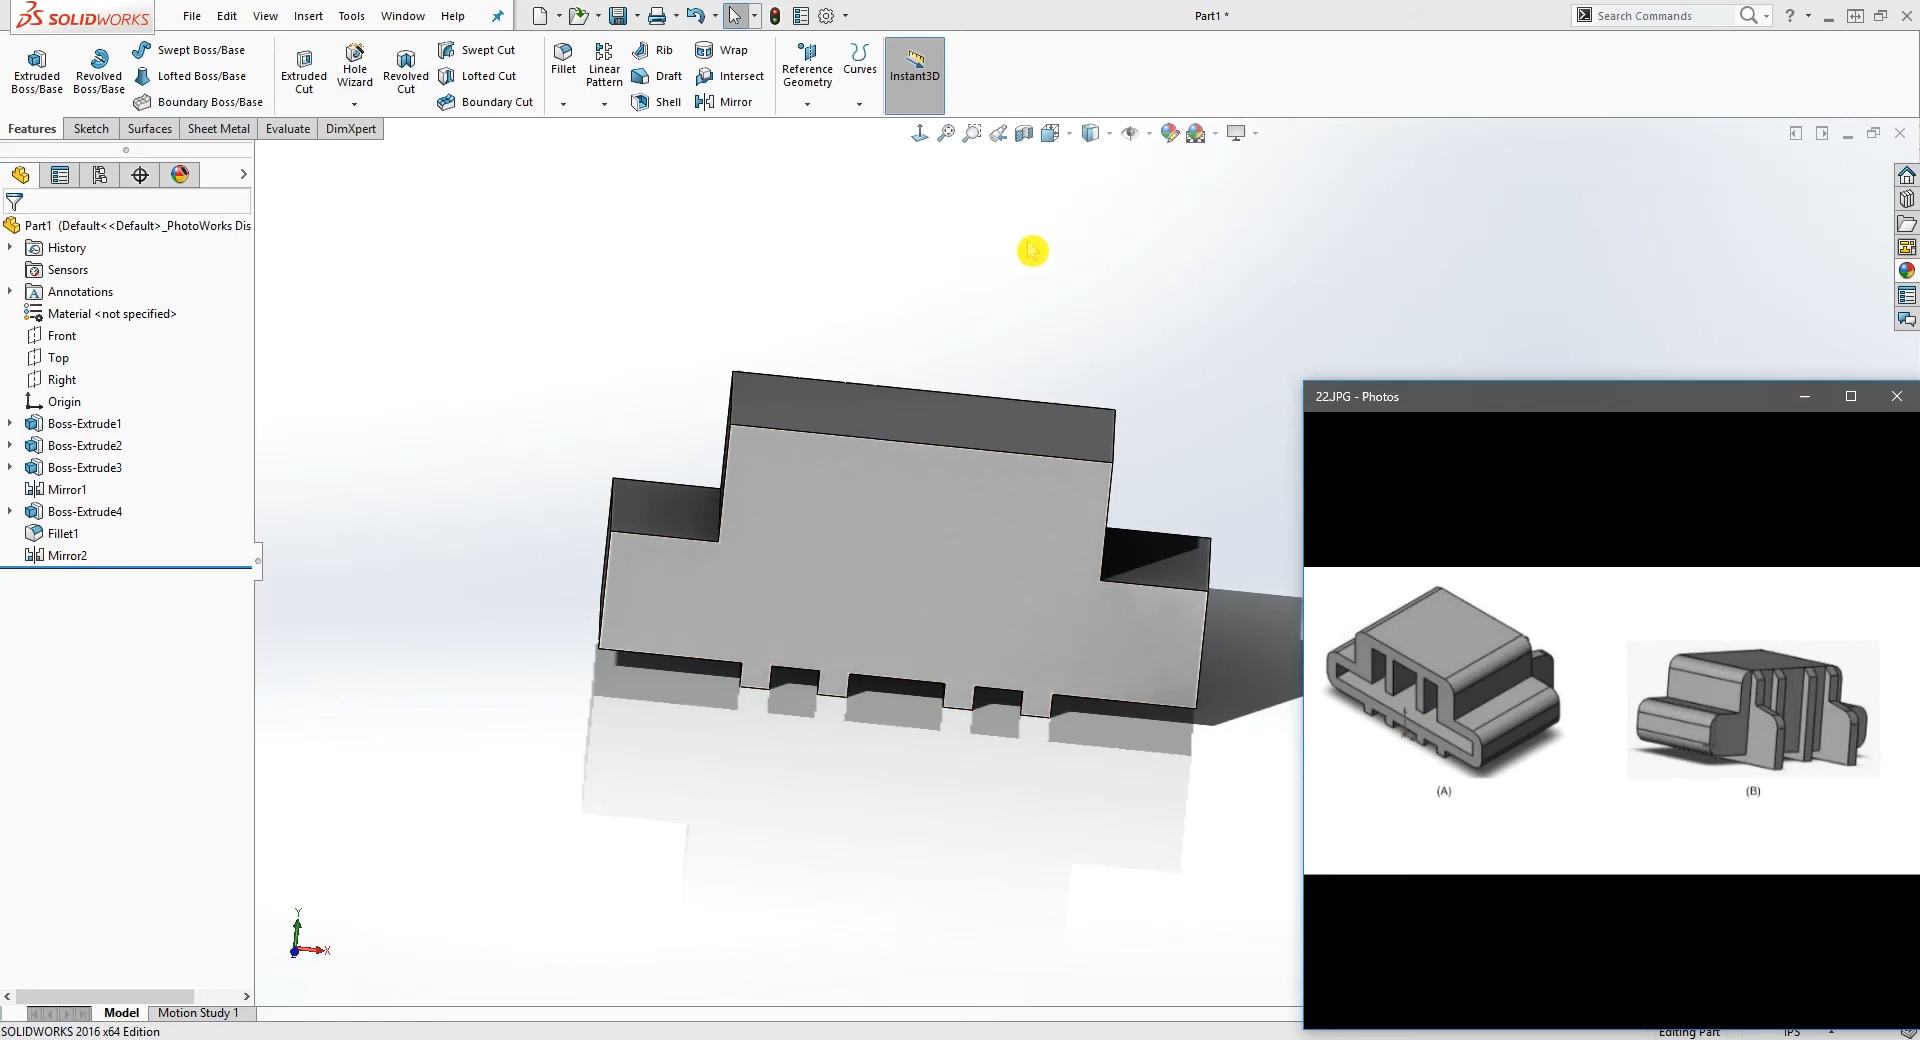 SOLIDWORKS
File Edit View Insert Tools Window Help
Part1 *
Search Commands
Extruded Boss/Base
Revolved Boss/Base
Swept Boss/Base
Lofted Boss/Base
Boundary Boss/Base
Extruded Cut
Hole Wizard
Revolved Cut
Swept Cut
Lofted Cut
Boundary Cut
Fillet
Linear Pattern
Rib
Draft
Shell
Wrap
Intersect
Mirror
Reference Geometry
Curves
Instant3D
Features Sketch Surfaces Sheet Metal Evaluate DimXpert
Part1 (Default<<Default>_PhotoWorks Dis
History
Sensors
Annotations
Material <not specified>
Front
Top
Right
Origin
Boss-Extrude1
Boss-Extrude2
Boss-Extrude3
Mirror1
Boss-Extrude4
Fillet1
Mirror2
22.JPG - Photos
(A) (B)
Y
X
Model Motion Study 1
SOLIDWORKS 2016 x64 Edition
Editing Part IPS